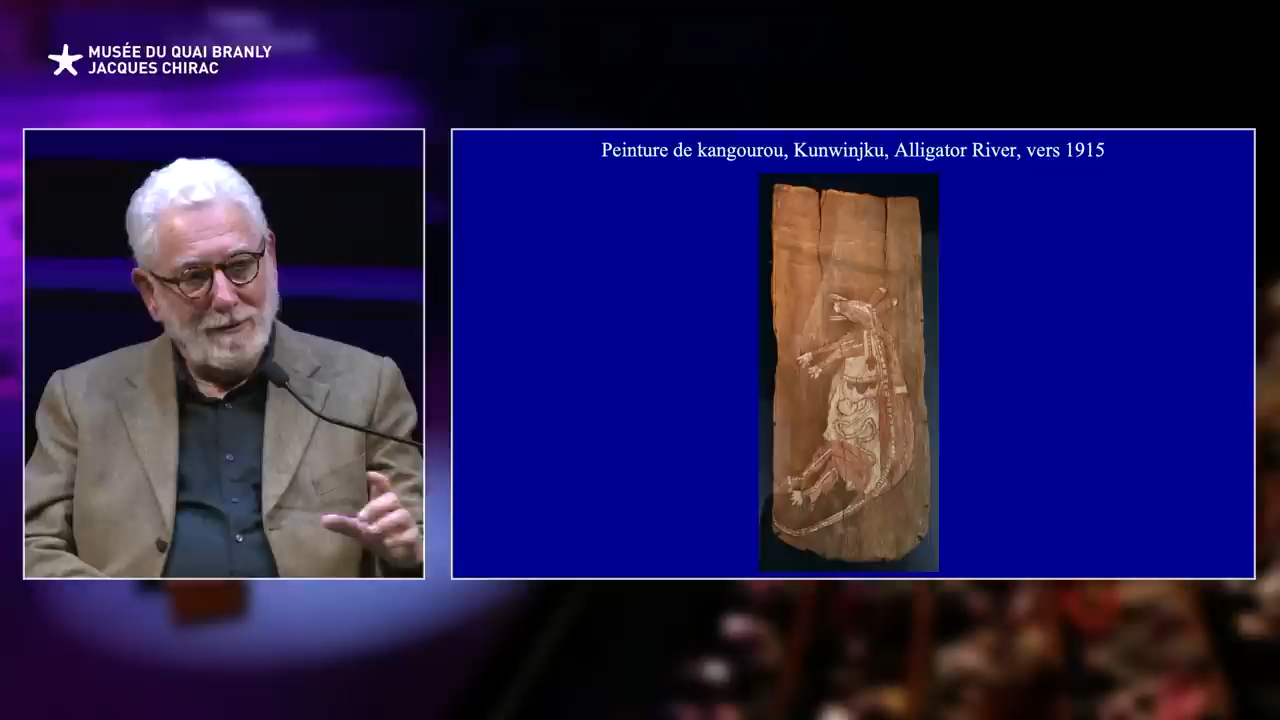 MUSÉE DU QUAI BRANLY
JACQUES CHIRAC
Peinture de kangourou, Kunwinjku, Alligator River, vers 1915